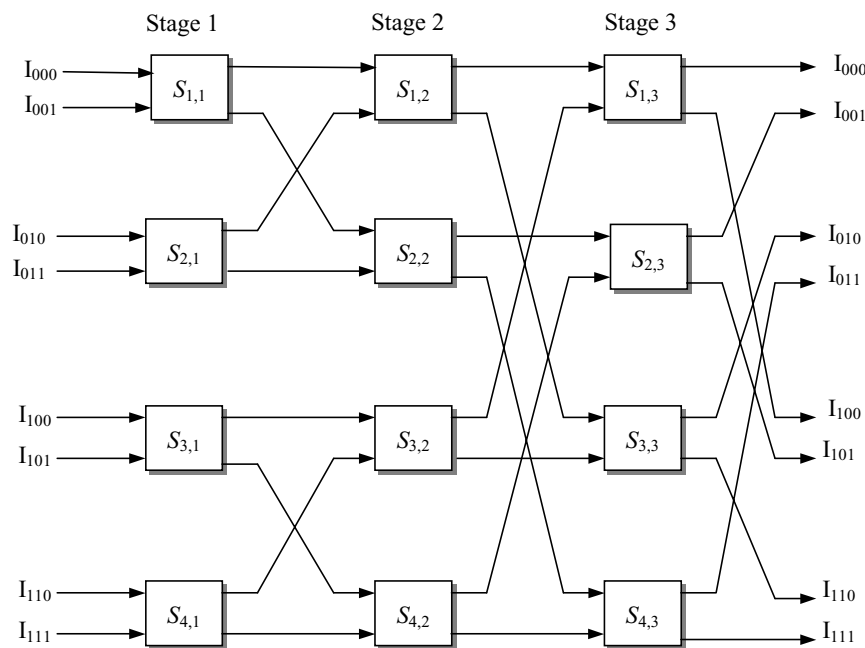 Stage 1 Stage 2 Stage 3
I000 S1,1 S1,2 S1,3 I000
I001 I001
I010 S2,1 S2,2 S2,3 I010
I011 I011
I100 S3,1 S3,2 S3,3 I100
I101 I101
I110 S4,1 S4,2 S4,3 I110
I111 I111